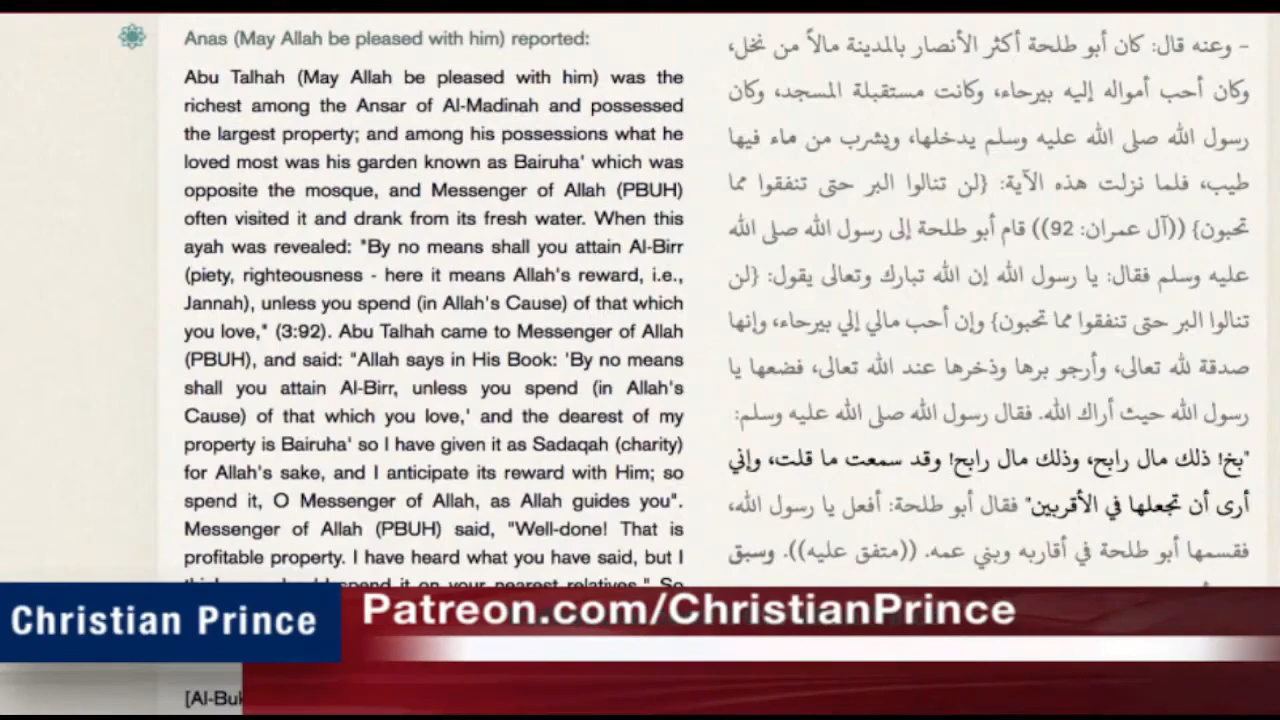 Anas (May Allah be pleased with him) reported:
Abu Talhah (May Allah be pleased with him) was the
richest among the Ansar of Al-Madinah and possessed
the largest property; and among his possessions what he
loved most was his garden known as Bairuha' which was
opposite the mosque, and Messenger of Allah (PBUH)
often visited it and drank from its fresh water. When this
ayah was revealed: "By no means shall you attain Al-Birr
(piety, righteousness - here it means Allah's reward, i.e.,
Jannah), unless you spend (in Allah's Cause) of that which
you love," (3:92). Abu Talhah came to Messenger of Allah
(PBUH), and said: "Allah says in His Book: 'By no means
shall you attain Al-Birr, unless you spend (in Allah's
Cause) of that which you love,' and the dearest of my
property is Bairuha' so I have given it as Sadaqah (charity)
for Allah's sake, and I anticipate its reward with Him; so
spend it, O Messenger of Allah, as Allah guides you".
Messenger of Allah (PBUH) said, "Well-done! That is
profitable property. I have heard what you have said, but I
spend it on your nearest relatives." So
[Al-Buk
- وعنه قال: كان أبو طلحة أكثر الأنصار بالمدينة مالاً من نخل،
وكان أحب أمواله إليه بيرحاء، وكانت مستقبلة المسجد، وكان
رسول الله صلى الله عليه وسلم يدخلها، ويشرب من ماء فيها
طيب، فلما نزلت هذه الآية: {لن تنالوا البر حتى تنفقوا مما
تحبون} ((آل عمران: 92)) قام أبو طلحة إلى رسول الله صلى الله
عليه وسلم فقال: يا رسول الله إن الله تبارك وتعالى يقول: {لن
تنالوا البر حتى تنفقوا مما تحبون} وإن أحب مالي إلي بيرحاء، وإنها
صدقة لله تعالى، وأرجو برها وذخرها عند الله تعالى، فضعها يا
رسول الله حيث أراك الله. فقال رسول الله صلى الله عليه وسلم:
"بخ! ذلك مال رابح، وذلك مال رابح! وقد سمعت ما قلت، وإني
أرى أن تجعلها في الأقربين" فقال أبو طلحة: أفعل يا رسول الله،
فقسمها أبو طلحة في أقاربه وبني عمه. ((متفق عليه)). وسبق
Christian Prince
Patreon.com/ChristianPrince